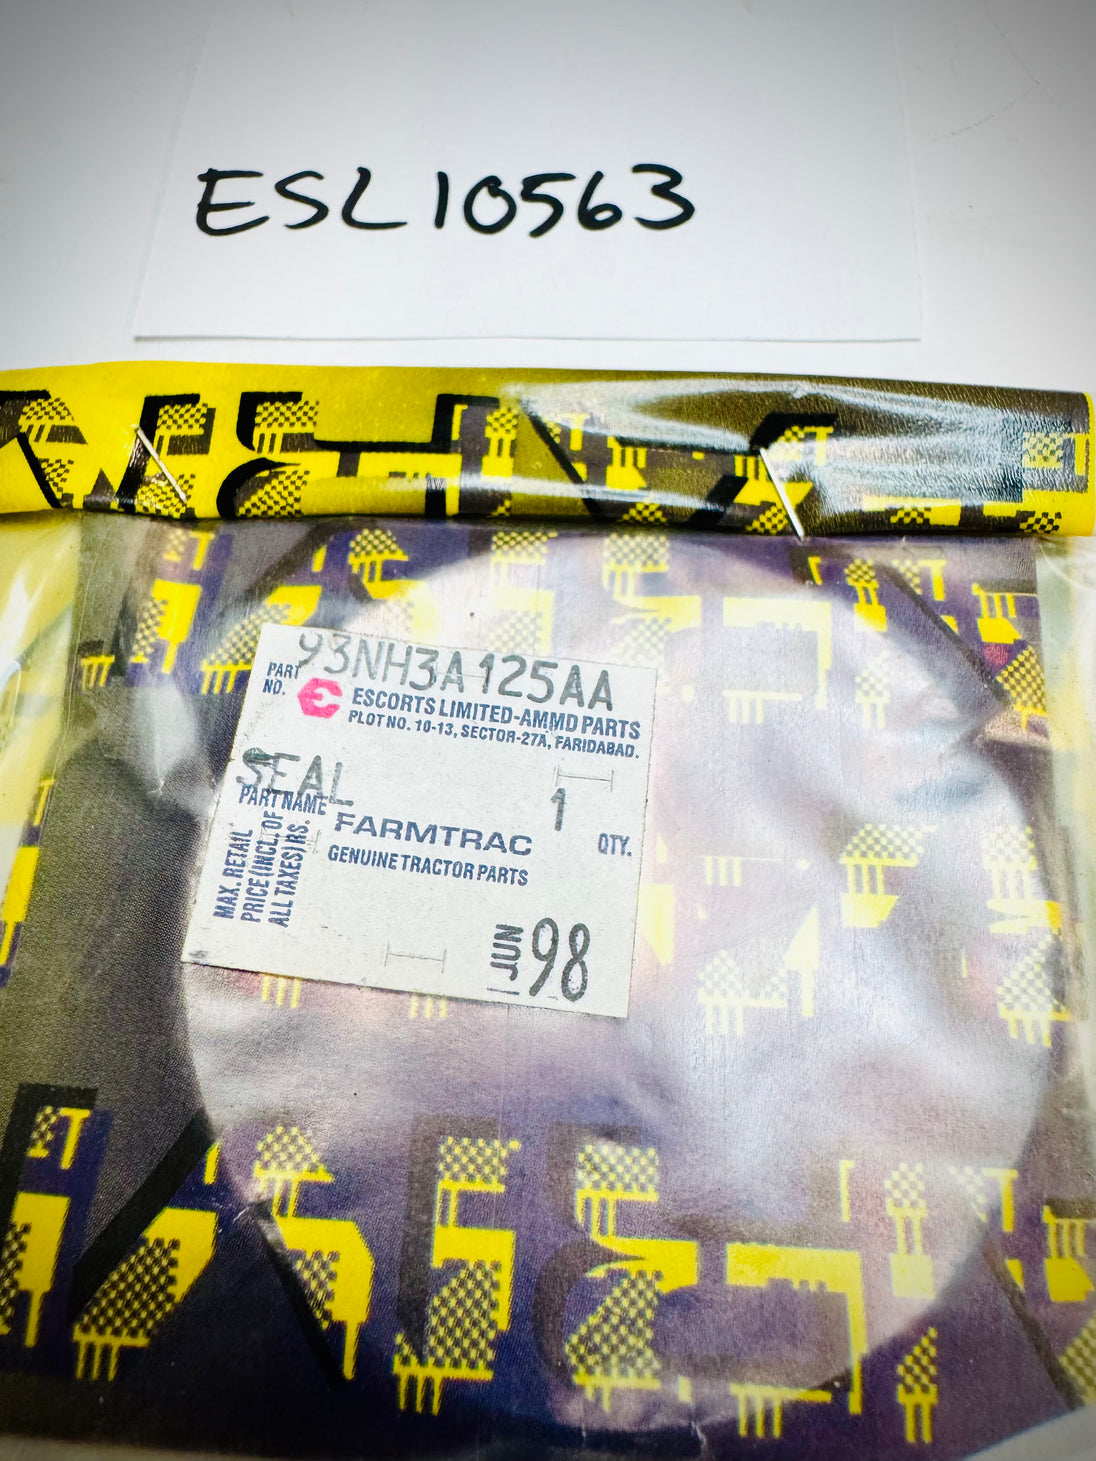 ESL10563
93NH3A125AA
PART NO.
ESCORTS LIMITED-AMMD PARTS
PLOT NO. 10-13, SECTOR-27A, FARIDABAD.
SEAL
PART NAME
1
QTY.
FARMTRAC
GENUINE TRACTOR PARTS
MAX. RETAIL
PRICE (INCL. OF
ALL TAXES) RS.
JUN 98